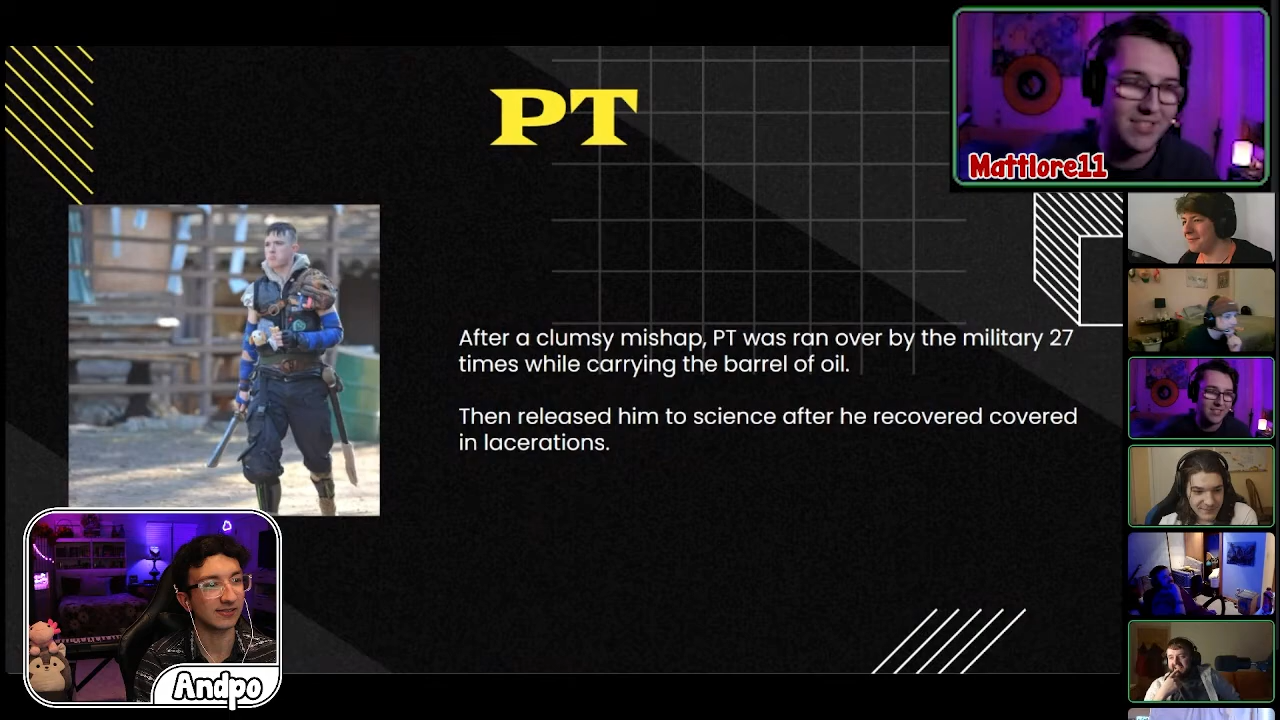 PT
Mattlore11
After a clumsy mishap, PT was ran over by the military 27
times while carrying the barrel of oil.
Then released him to science after he recovered covered
in lacerations.
Andpo